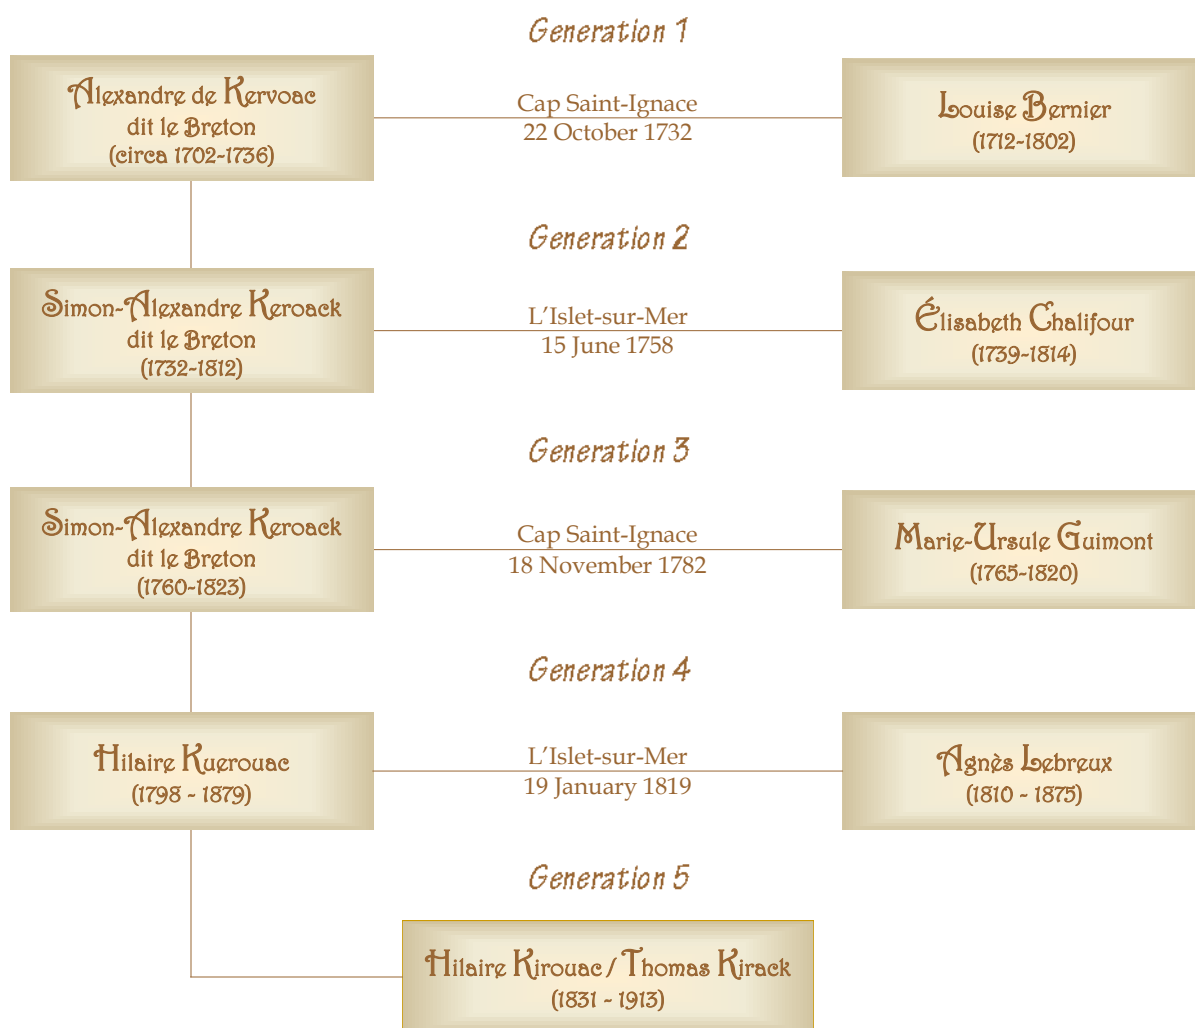 Generation 1
Alexandre de Kervoac
dit le Breton
(circa 1702-1736)
Cap Saint-Ignace
22 October 1732
Louise Bernier
(1712-1802)
Generation 2
Simon-Alexandre Keroack
dit le Breton
(1732-1812)
L'Islet-sur-Mer
15 June 1758
Élisabeth Chalifour
(1739-1814)
Generation 3
Simon-Alexandre Keroack
dit le Breton
(1760-1823)
Cap Saint-Ignace
18 November 1782
Marie-Ursule Guimont
(1765-1820)
Generation 4
Hilaire Kuerouac
(1798 - 1879)
L'Islet-sur-Mer
19 January 1819
Agnès Lebreux
(1810 - 1875)
Generation 5
Hilaire Kirouac / Thomas Kirack
(1831 - 1913)